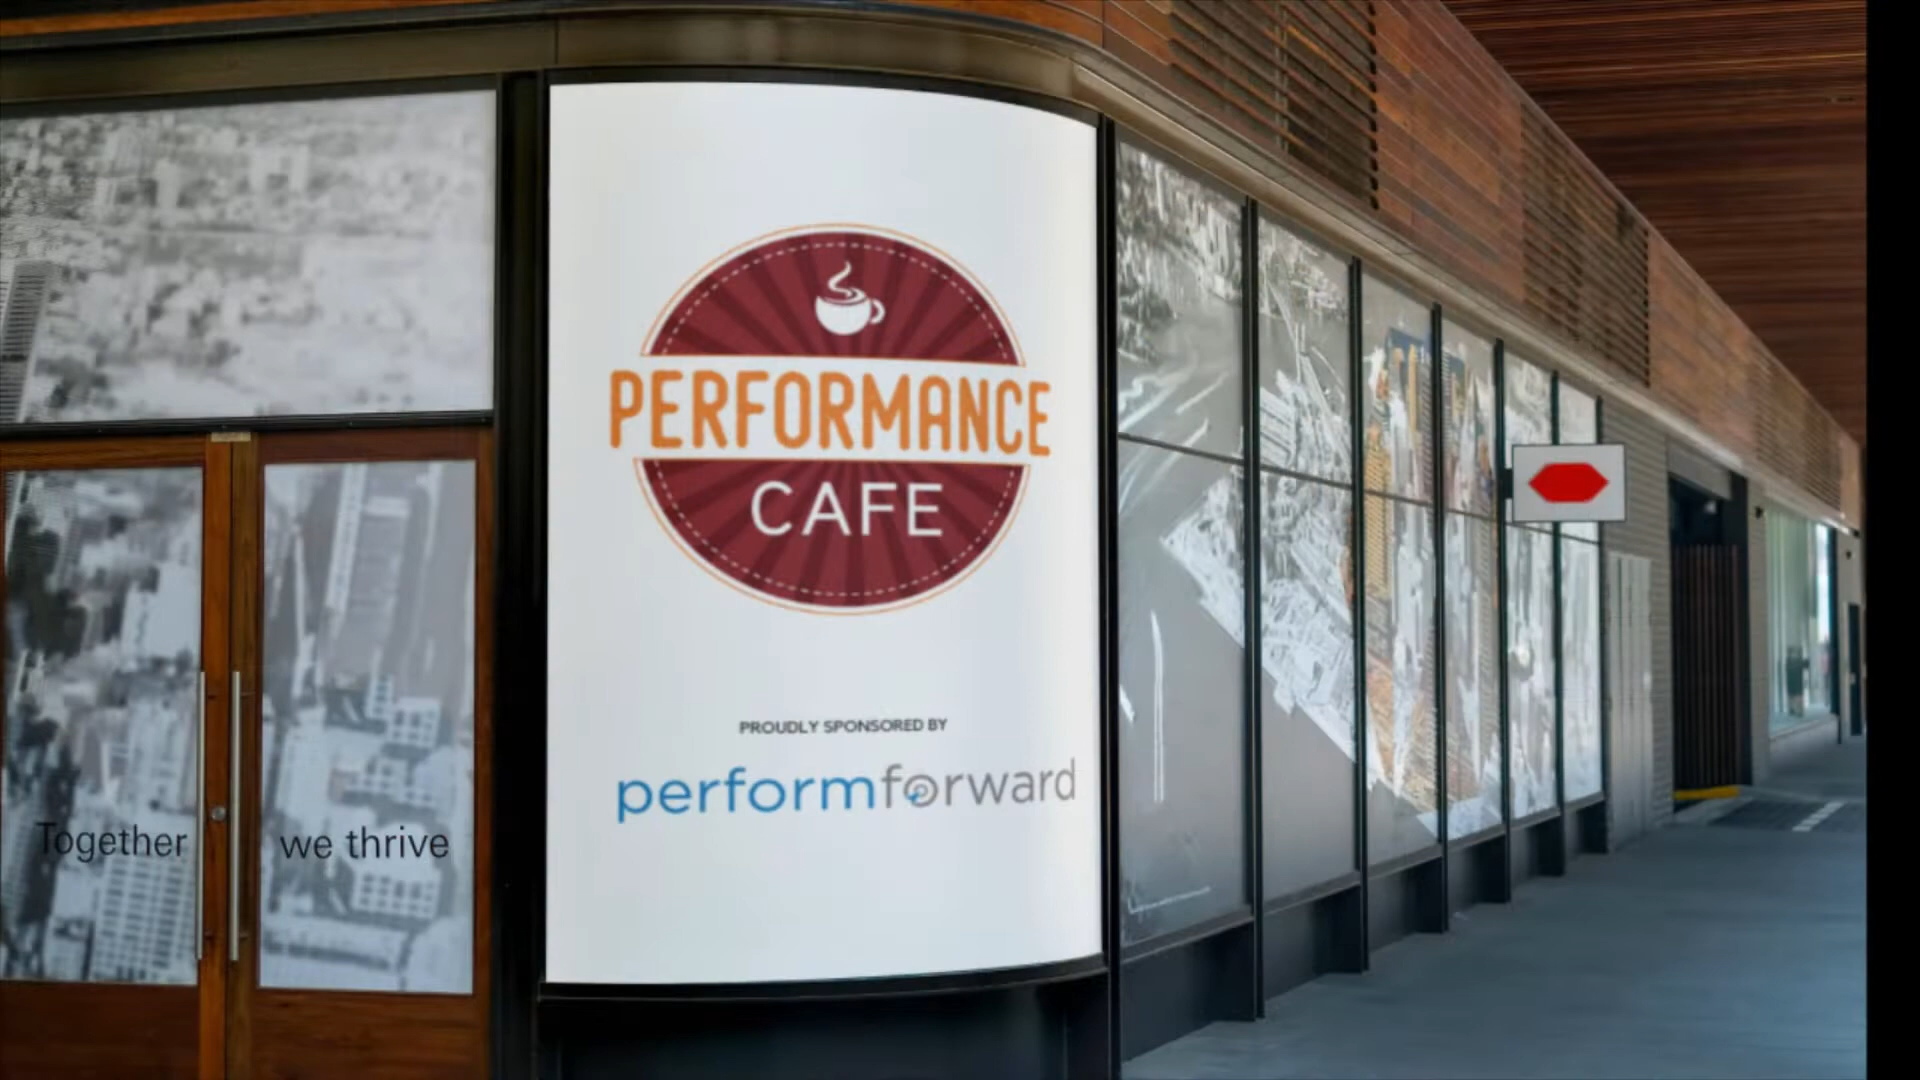 PERFORMANCE
CAFE
PROUDLY SPONSORED BY
performforward
Together we thrive